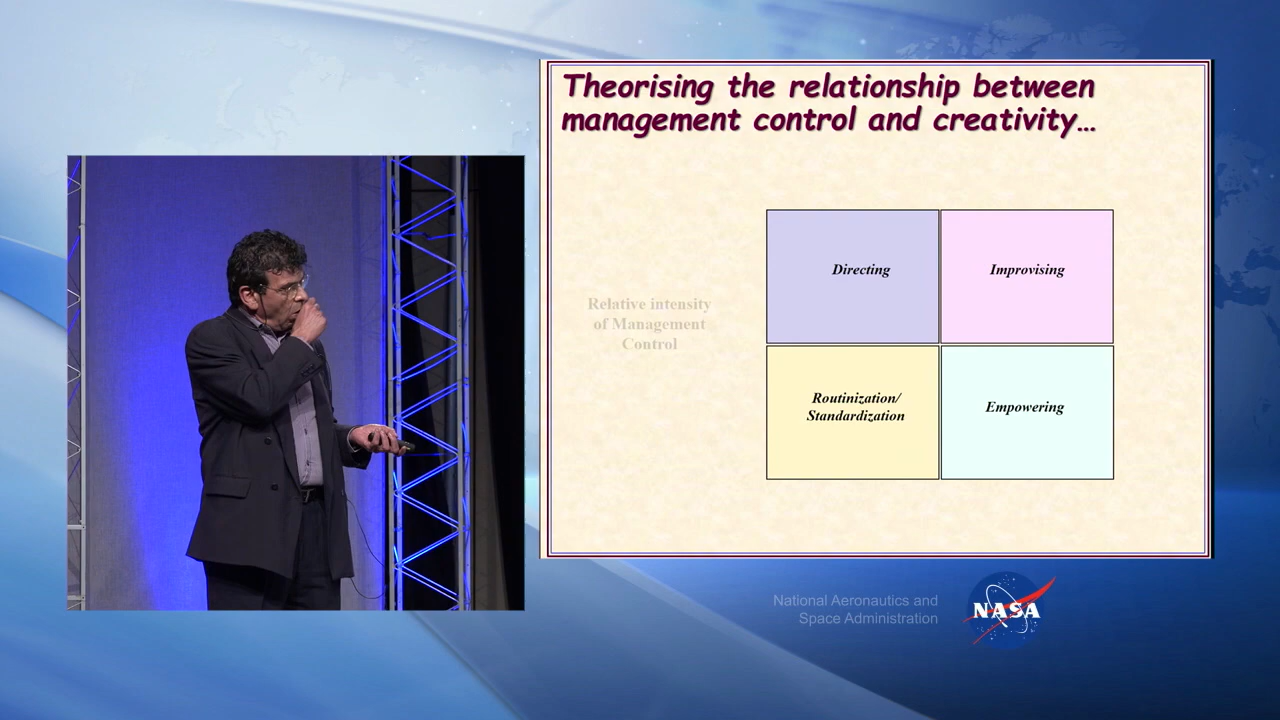 Theorising the relationship between
management control and creativity...
Directing
Improvising
Relative intensity
of Management
Control
Routinization/
Standardization
Empowering
National Aeronautics and
Space Administration
NASA